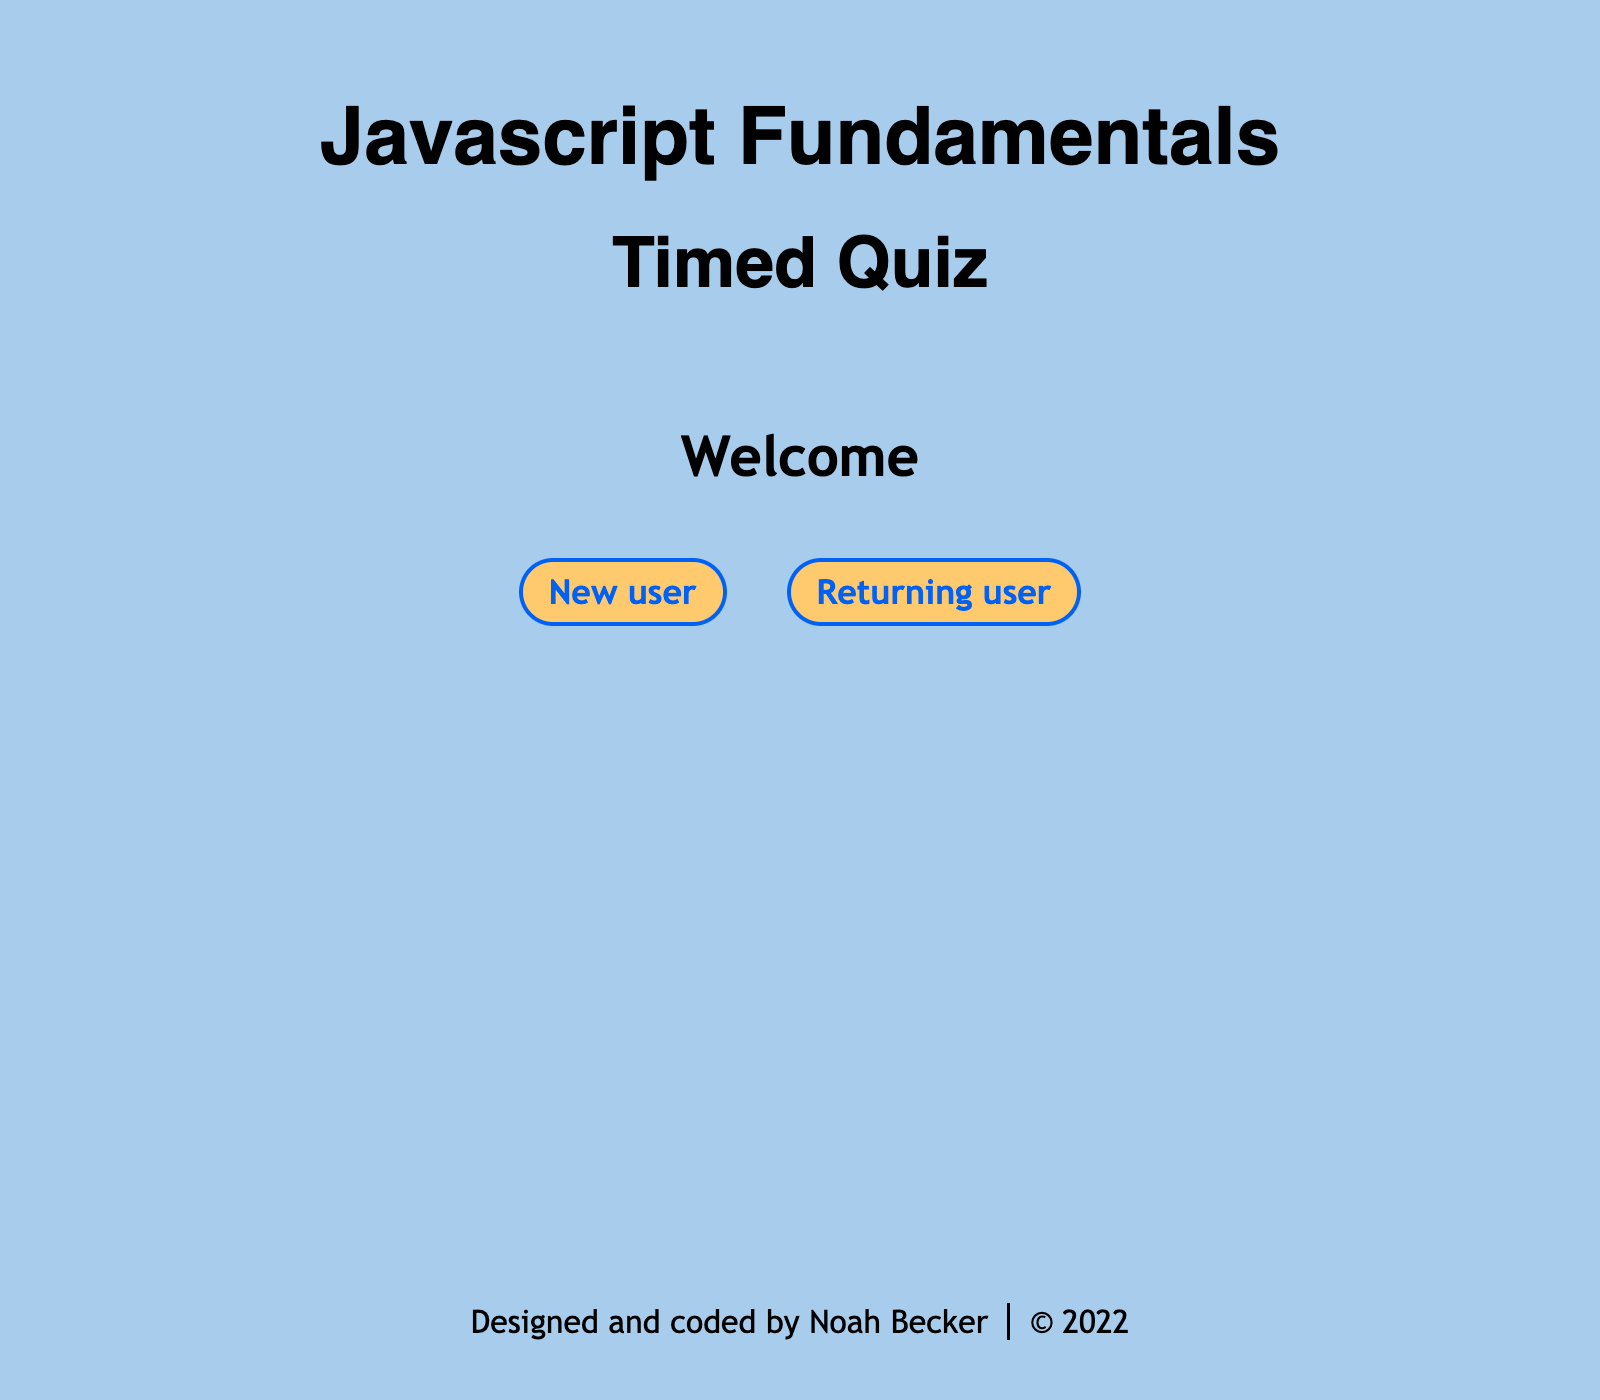 Javascript Fundamentals
Timed Quiz
Welcome
New user
Returning user
Designed and coded by Noah Becker | © 2022